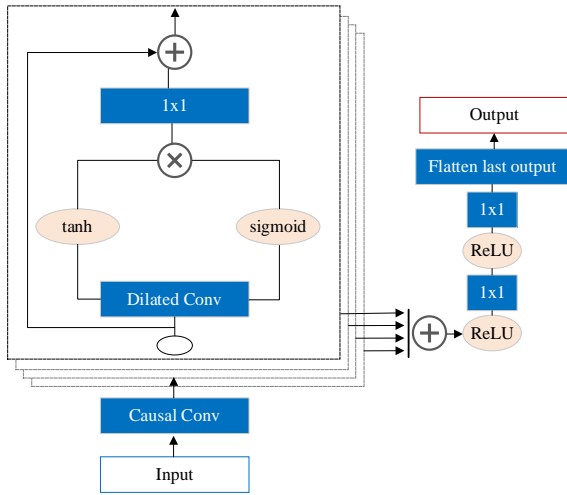 1x1
tanh
sigmoid
Dilated Conv
Causal Conv
Input
Output
Flatten last output
1x1
ReLU
1x1
ReLU